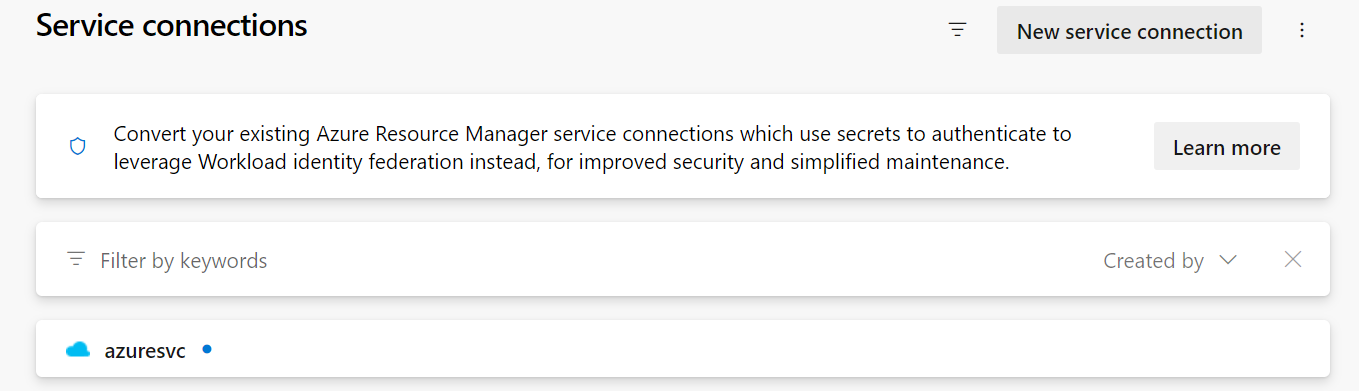 Service connections
New service connection
Convert your existing Azure Resource Manager service connections which use secrets to authenticate to
leverage Workload identity federation instead, for improved security and simplified maintenance.
Learn more
Filter by keywords
Created by
azuresvc